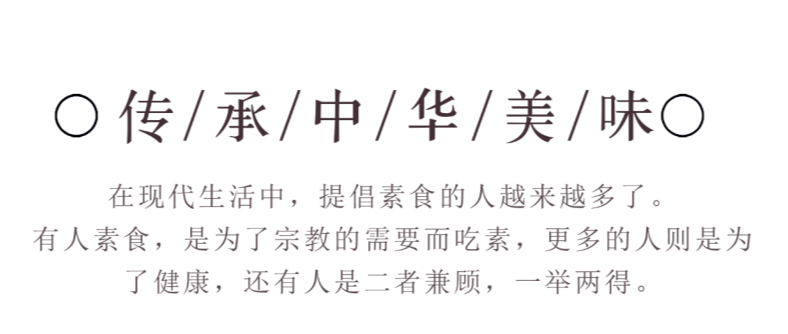 ○传/承/中/华/美/味○
在现代生活中，提倡素食的人越来越多了。
有人素食，是为了宗教的需要而吃素，更多的人则是为
了健康，还有人是二者兼顾，一举两得。